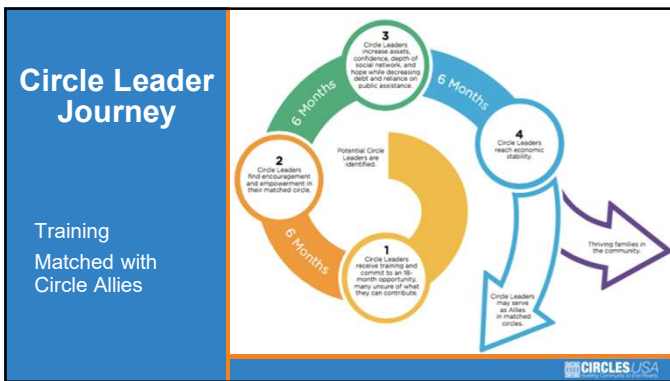 Circle Leader
Journey
Training
Matched with
Circle Allies
3
Circle Leaders
increase assets,
confidence, depth of
social network, and
hope while decreasing
debt and reliance on
public assistance.
6 Months
6 Months
4
Circle Leaders
reach economic
stability.
2
Circle Leaders
find encouragement
and empowerment in
their matched circle.
Potential Circle
Leaders are
identified.
6 Months
1
Circle Leaders
receive training and
commit to an 18-
month opportunity,
many unsure of what
they can contribute.
Thriving families in
the community.
Circle Leaders
may serve
as Allies
in matched
circles.
CIRCLES USA